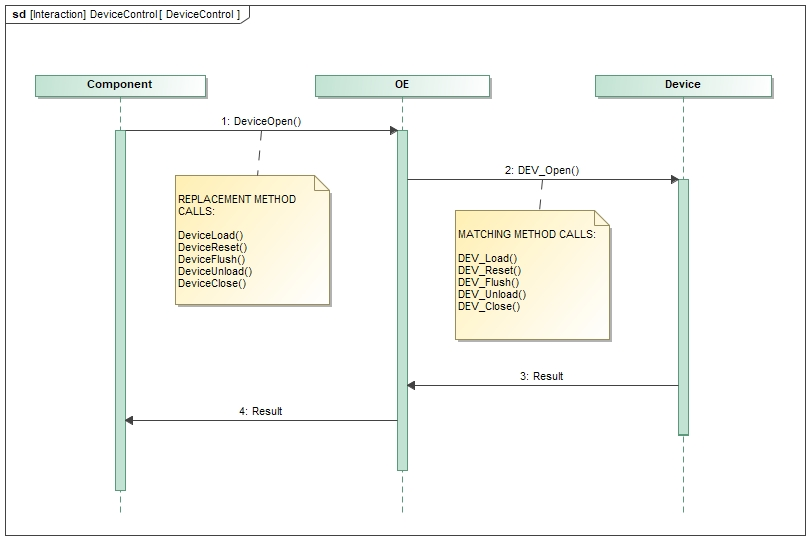 sd [Interaction] DeviceControl[ DeviceControl ]
Component
OE
Device
1: DeviceOpen()
2: DEV_Open()
REPLACEMENT METHOD
CALLS:
DeviceLoad()
DeviceReset()
DeviceFlush()
DeviceUnload()
DeviceClose()
MATCHING METHOD CALLS:
DEV_Load()
DEV_Reset()
DEV_Flush()
DEV_Unload()
DEV_Close()
3: Result
4: Result